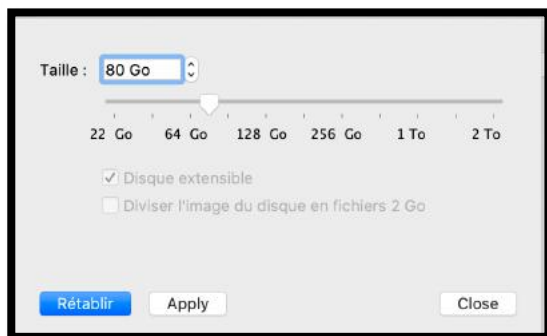 Taille : 80 Go
22 Go 64 Go 128 Go 256 Go 1 To 2 To
Disque extensible
Diviser l'image du disque en fichiers 2 Go
Rétablir Apply Close